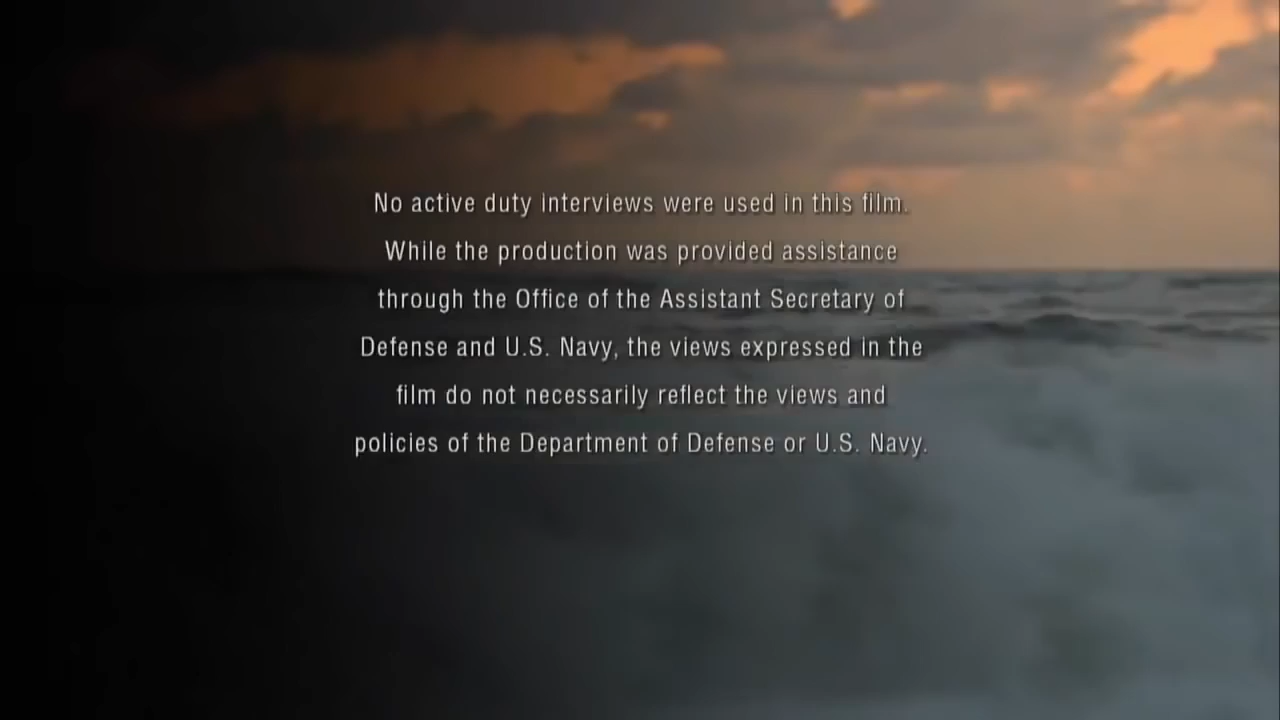 No active duty interviews were used in this film.
While the production was provided assistance
through the Office of the Assistant Secretary of
Defense and U.S. Navy, the views expressed in the
film do not necessarily reflect the views and
policies of the Department of Defense or U.S. Navy.